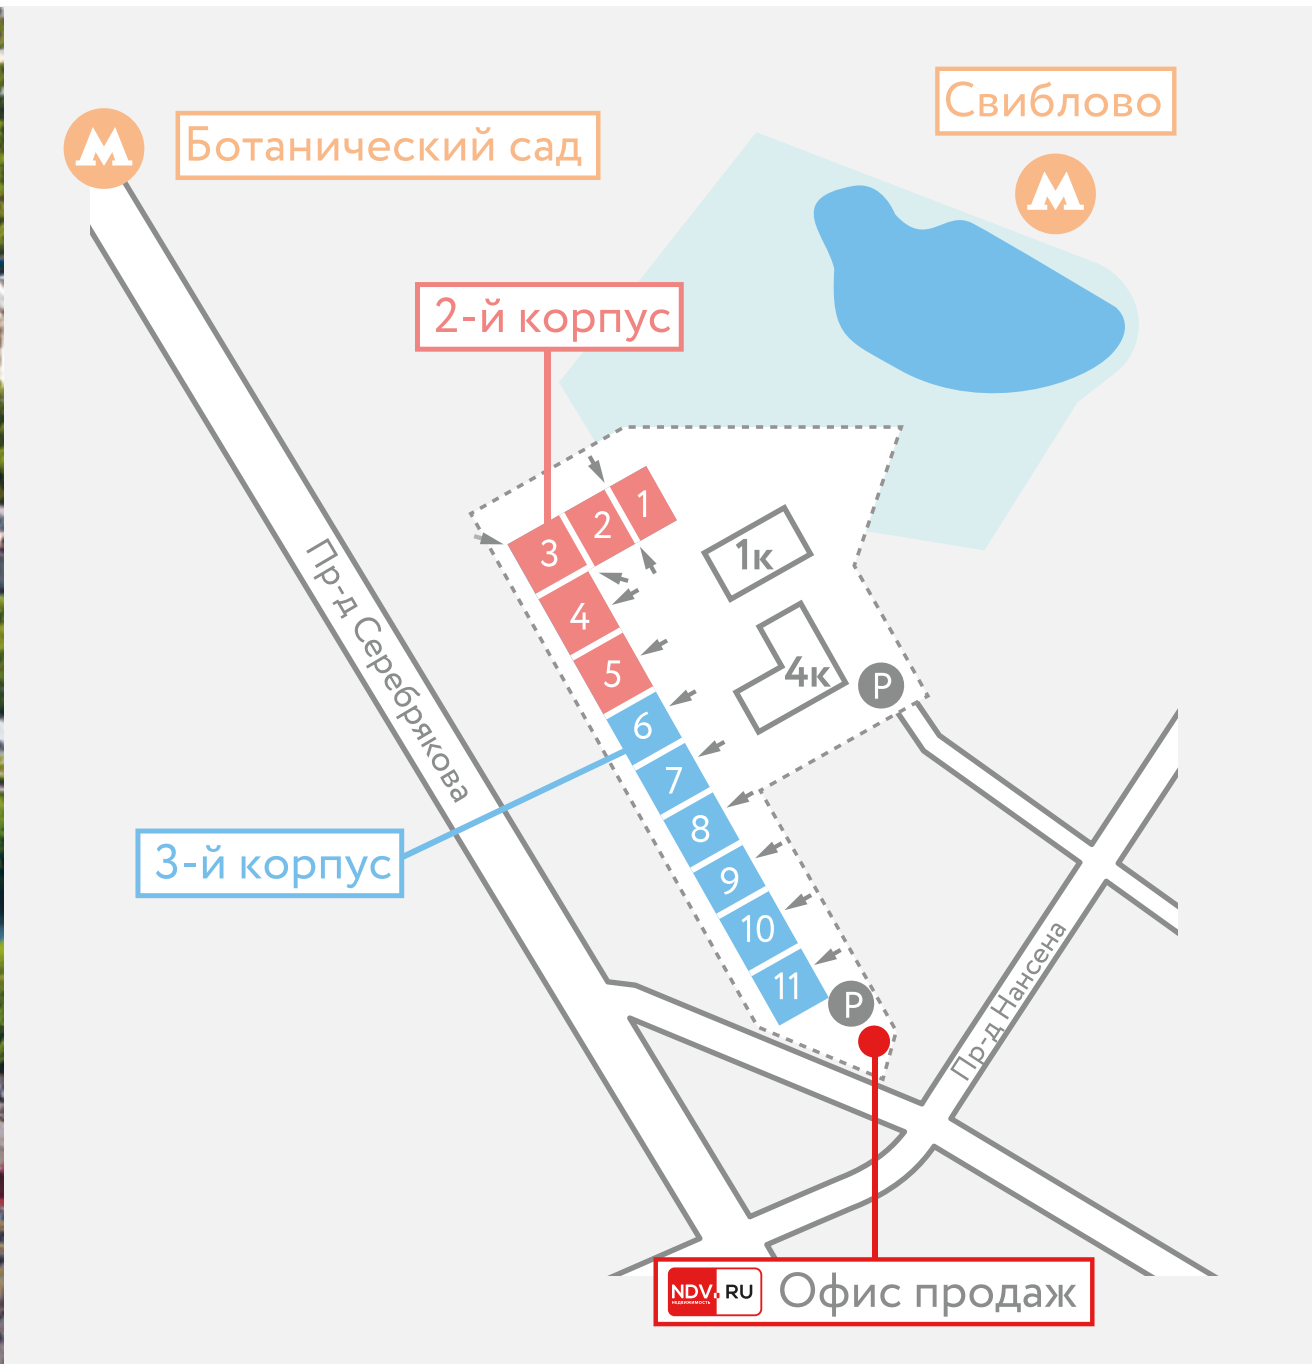 Свиблово
Ботанический сад
2-й корпус
1
2
3
1к
4
4к
5
P
6
Пр-д Серебрякова
7
8
3-й корпус
9
10
11
P
Пр-д Нансена
NDV.RU
НЕДВИЖИМОСТЬ
Офис продаж